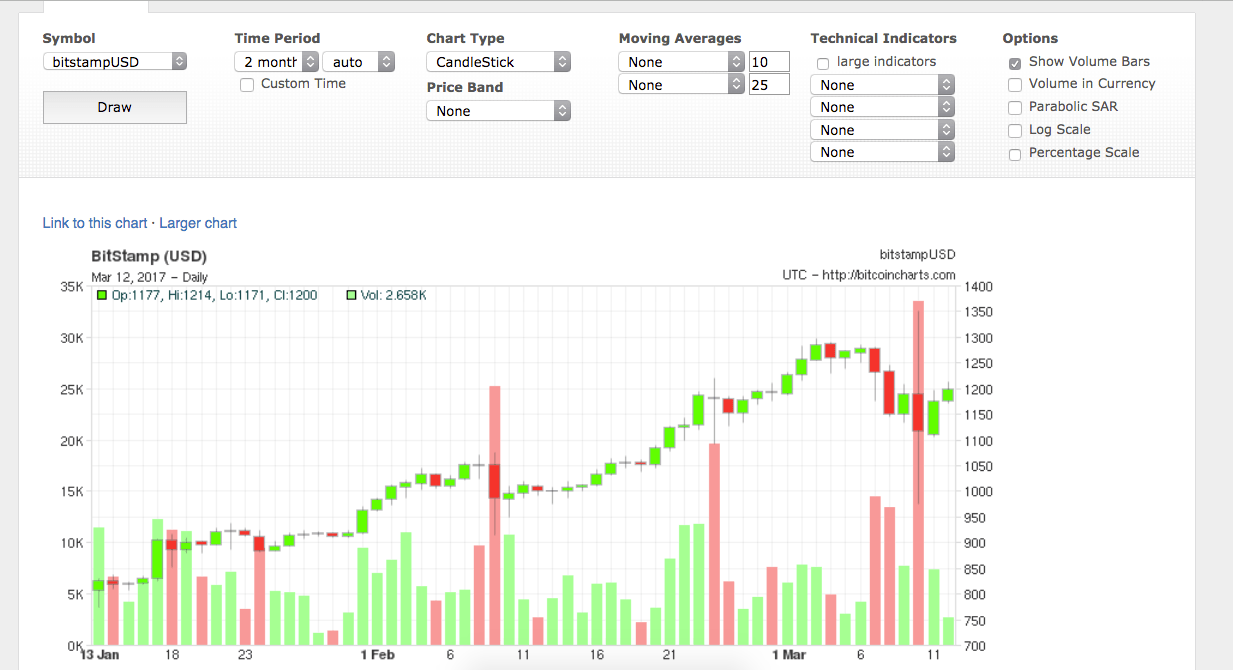 Symbol Time Period Chart Type Moving Averages Technical Indicators Options
bitstampUSD 2 month auto CandleStick None 10 large indicators Show Volume Bars
Draw Custom Time Price Band None 25 None Volume in Currency
None None Parabolic SAR
None Log Scale
None Percentage Scale
Link to this chart · Larger chart
BitStamp (USD) bitstampUSD
Mar 12, 2017 – Daily UTC – http://bitcoincharts.com
Op:1177, Hi:1214, Lo:1171, Cl:1200 Vol: 2.658K
35K 1400
1350
30K 1300
1250
25K 1200
1150
20K 1100
1050
15K 1000
950
10K 900
850
5K 800
750
0K 700
13 Jan 18 23 1 Feb 6 11 16 21 1 Mar 6 11